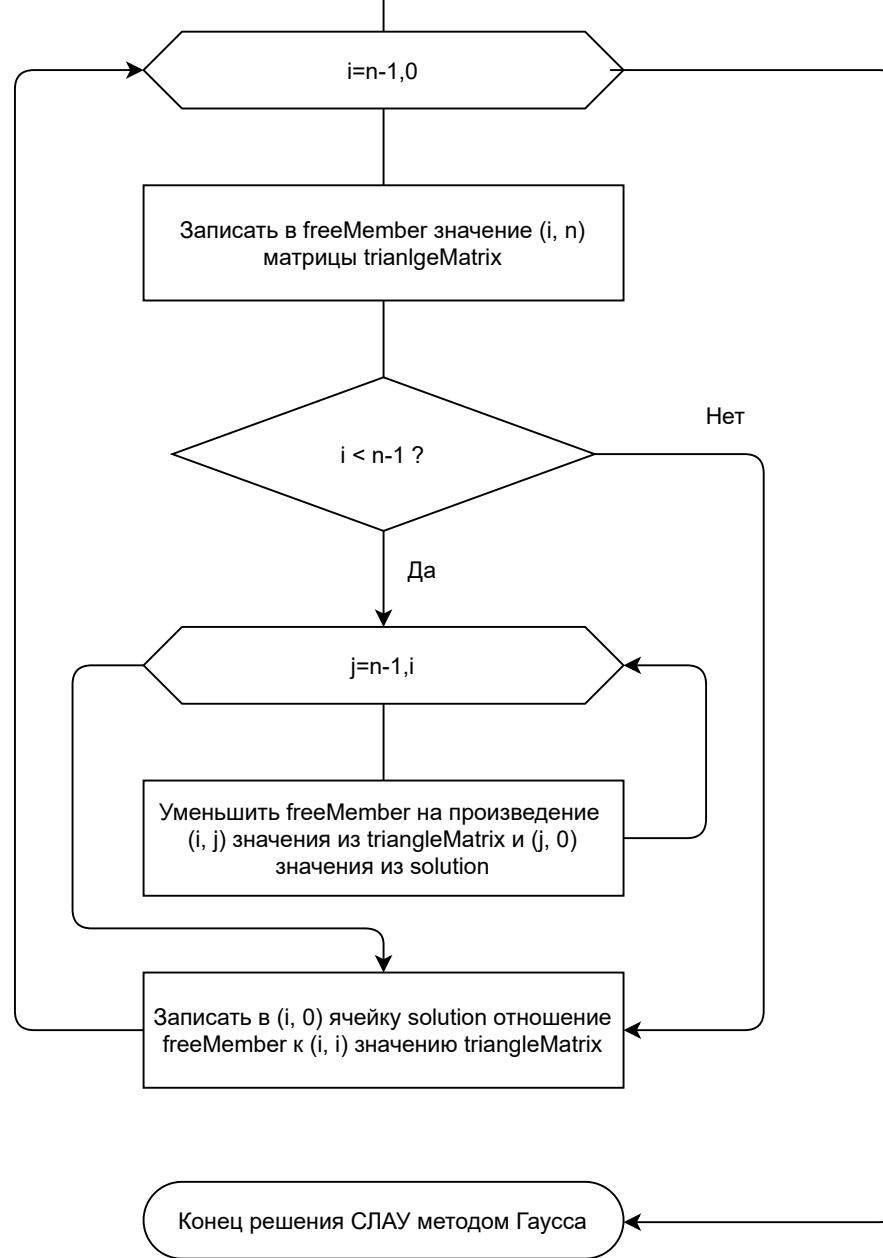 i=n-1,0
Записать в freeMember значение (i, n)
матрицы trianlgeMatrix
i < n-1 ?
Нет
Да
j=n-1,i
Уменьшить freeMember на произведение
(i, j) значения из triangleMatrix и (j, 0)
значения из solution
Записать в (i, 0) ячейку solution отношение
freeMember к (i, i) значению triangleMatrix
Конец решения СЛАУ методом Гаусса